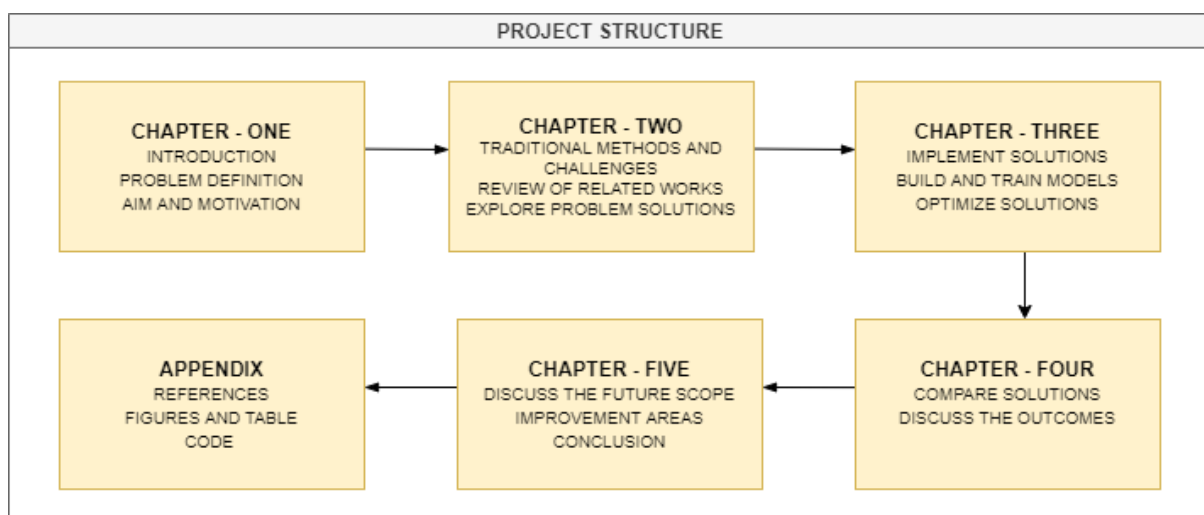 PROJECT STRUCTURE
CHAPTER - ONE
INTRODUCTION
PROBLEM DEFINITION
AIM AND MOTIVATION
CHAPTER - TWO
TRADITIONAL METHODS AND
CHALLENGES
REVIEW OF RELATED WORKS
EXPLORE PROBLEM SOLUTIONS
CHAPTER - THREE
IMPLEMENT SOLUTIONS
BUILD AND TRAIN MODELS
OPTIMIZE SOLUTIONS
CHAPTER - FOUR
COMPARE SOLUTIONS
DISCUSS THE OUTCOMES
CHAPTER - FIVE
DISCUSS THE FUTURE SCOPE
IMPROVEMENT AREAS
CONCLUSION
APPENDIX
REFERENCES
FIGURES AND TABLE
CODE